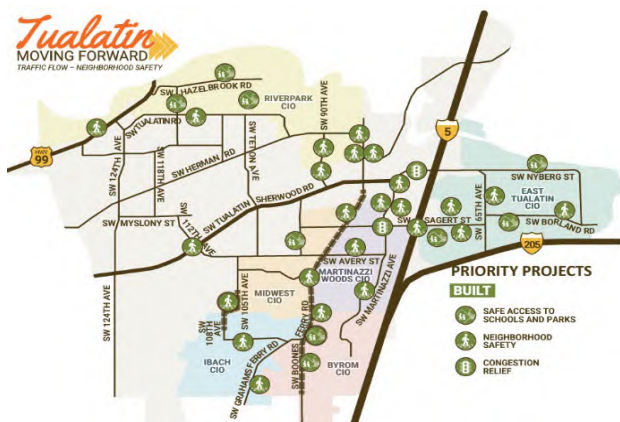 Tualatin
MOVING FORWARD
TRAFFIC FLOW – NEIGHBORHOOD SAFETY
SW HAZELBROOK RD
RIVERPARK
CIO
SW 90TH AVE
HWY
99
SW TUALATIN RD
SW TETON AVE
SW 124TH AVE
SW 118TH AVE
SW HERMAN RD
5
SW NYBERG ST
EAST
TUALATIN
CIO
SW 65TH AVE
SW TUALATIN SHERWOOD RD
SW MYSLONY ST
SW 112TH AVE
SW SAGERT ST
SW BORLAND RD
205
SW AVERY ST
MARTINAZZI
WOODS CIO
SW MARTINAZZI AVE
MIDWEST
CIO
SW 105TH AVE
SW 108TH AVE
SW 124TH AVE
IBACH
CIO
SW GRAHAMS FERRY RD
SW BOONES FERRY RD
BYROM
CIO
PRIORITY PROJECTS
BUILT
SAFE ACCESS TO
SCHOOLS AND PARKS
NEIGHBORHOOD
SAFETY
CONGESTION
RELIEF